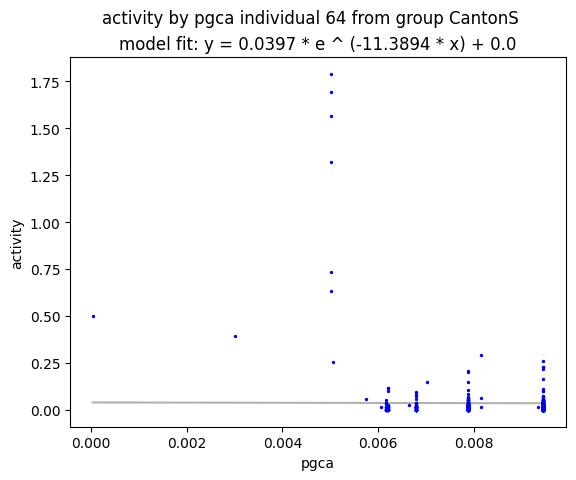 activity by pgca individual 64 from group CantonS
model fit: y = 0.0397 * e ^ (-11.3894 * x) + 0.0
1.75
1.50
1.25
1.00
0.75
0.50
0.25
0.00
activity
0.000 0.002 0.004 0.006 0.008
pgca